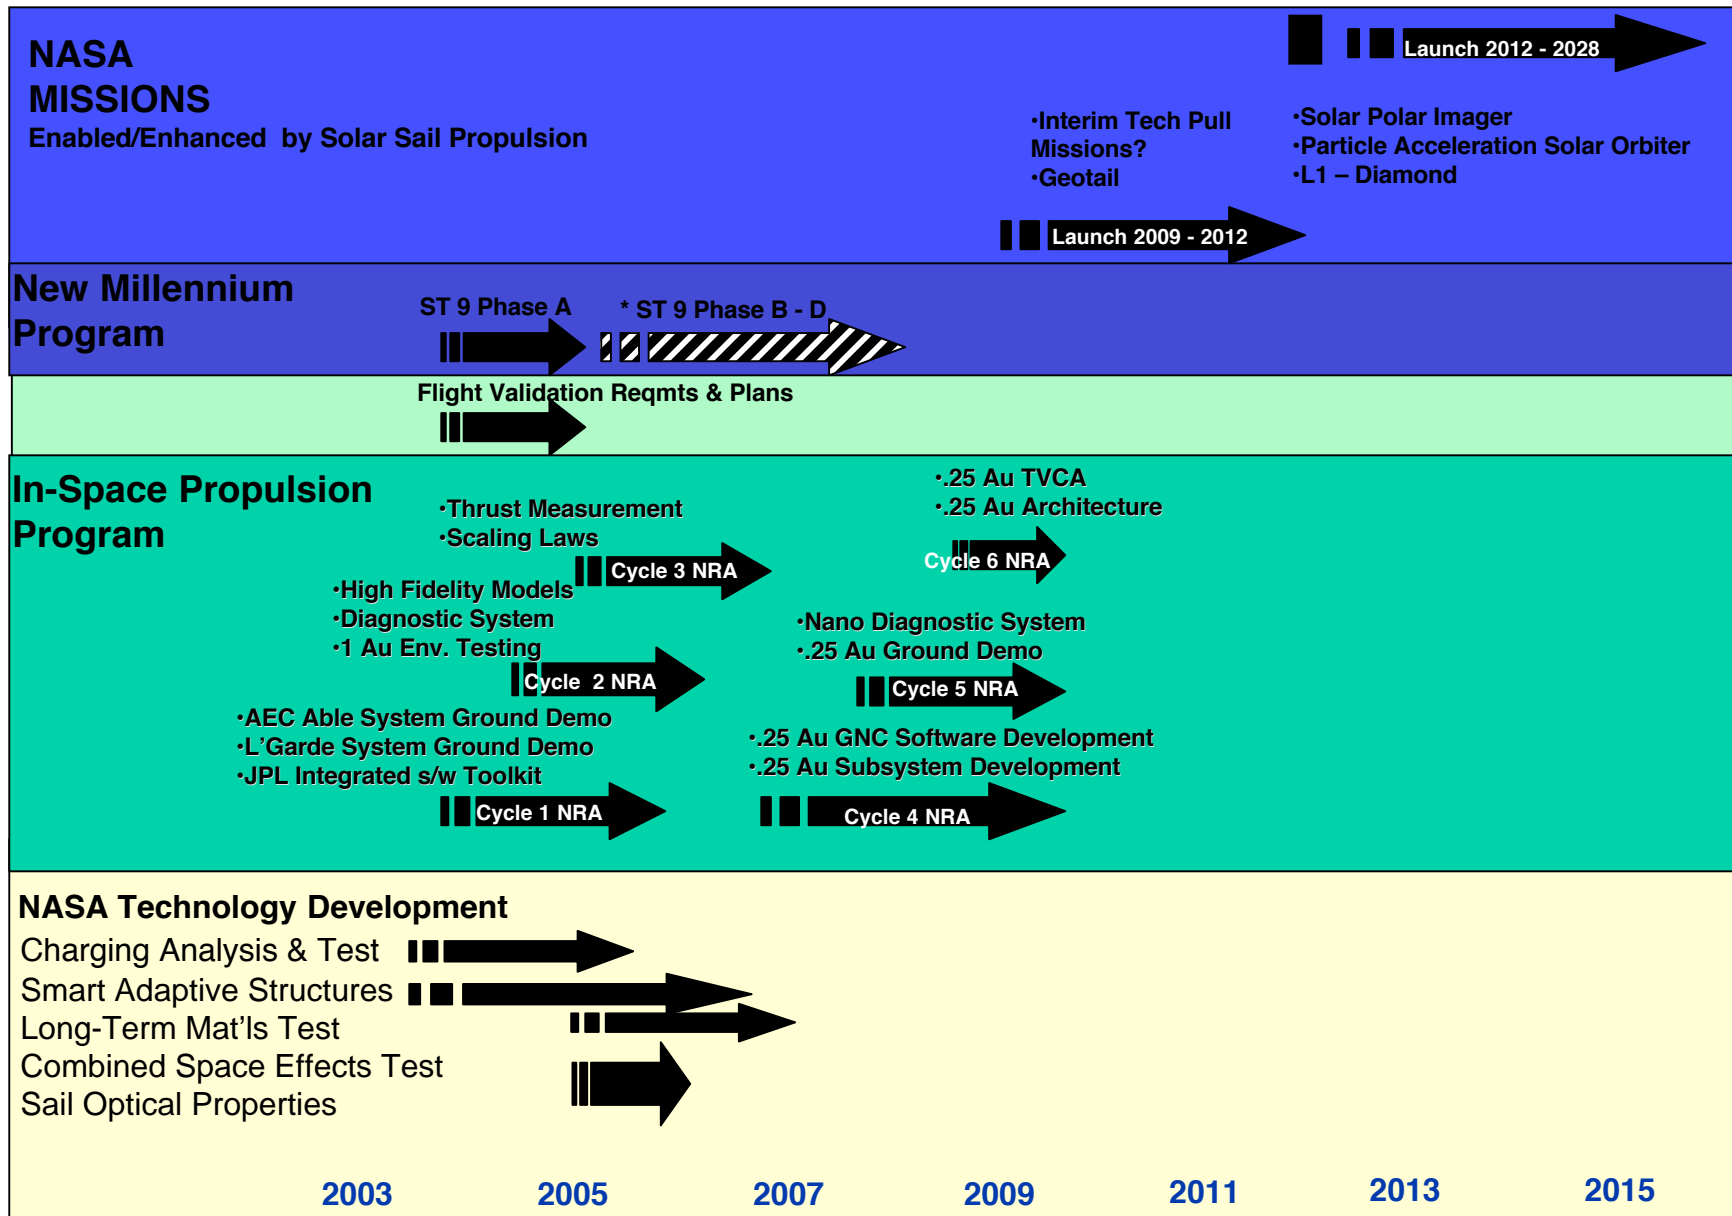 NASA
MISSIONS
Enabled/Enhanced by Solar Sail Propulsion
Launch 2012 - 2028
•Interim Tech Pull
Missions?
•Geotail
•Solar Polar Imager
•Particle Acceleration Solar Orbiter
•L1 – Diamond
Launch 2009 - 2012
New Millennium
Program
ST 9 Phase A
* ST 9 Phase B - D
Flight Validation Reqmts & Plans
In-Space Propulsion
Program
•Thrust Measurement
•Scaling Laws
Cycle 3 NRA
•.25 Au TVCA
•.25 Au Architecture
Cycle 6 NRA
•High Fidelity Models
•Diagnostic System
•1 Au Env. Testing
Cycle 2 NRA
•Nano Diagnostic System
•.25 Au Ground Demo
Cycle 5 NRA
•AEC Able System Ground Demo
•L'Garde System Ground Demo
•JPL Integrated s/w Toolkit
Cycle 1 NRA
•.25 Au GNC Software Development
•.25 Au Subsystem Development
Cycle 4 NRA
NASA Technology Development
Charging Analysis & Test
Smart Adaptive Structures
Long-Term Mat'ls Test
Combined Space Effects Test
Sail Optical Properties
2003 2005 2007 2009 2011 2013 2015